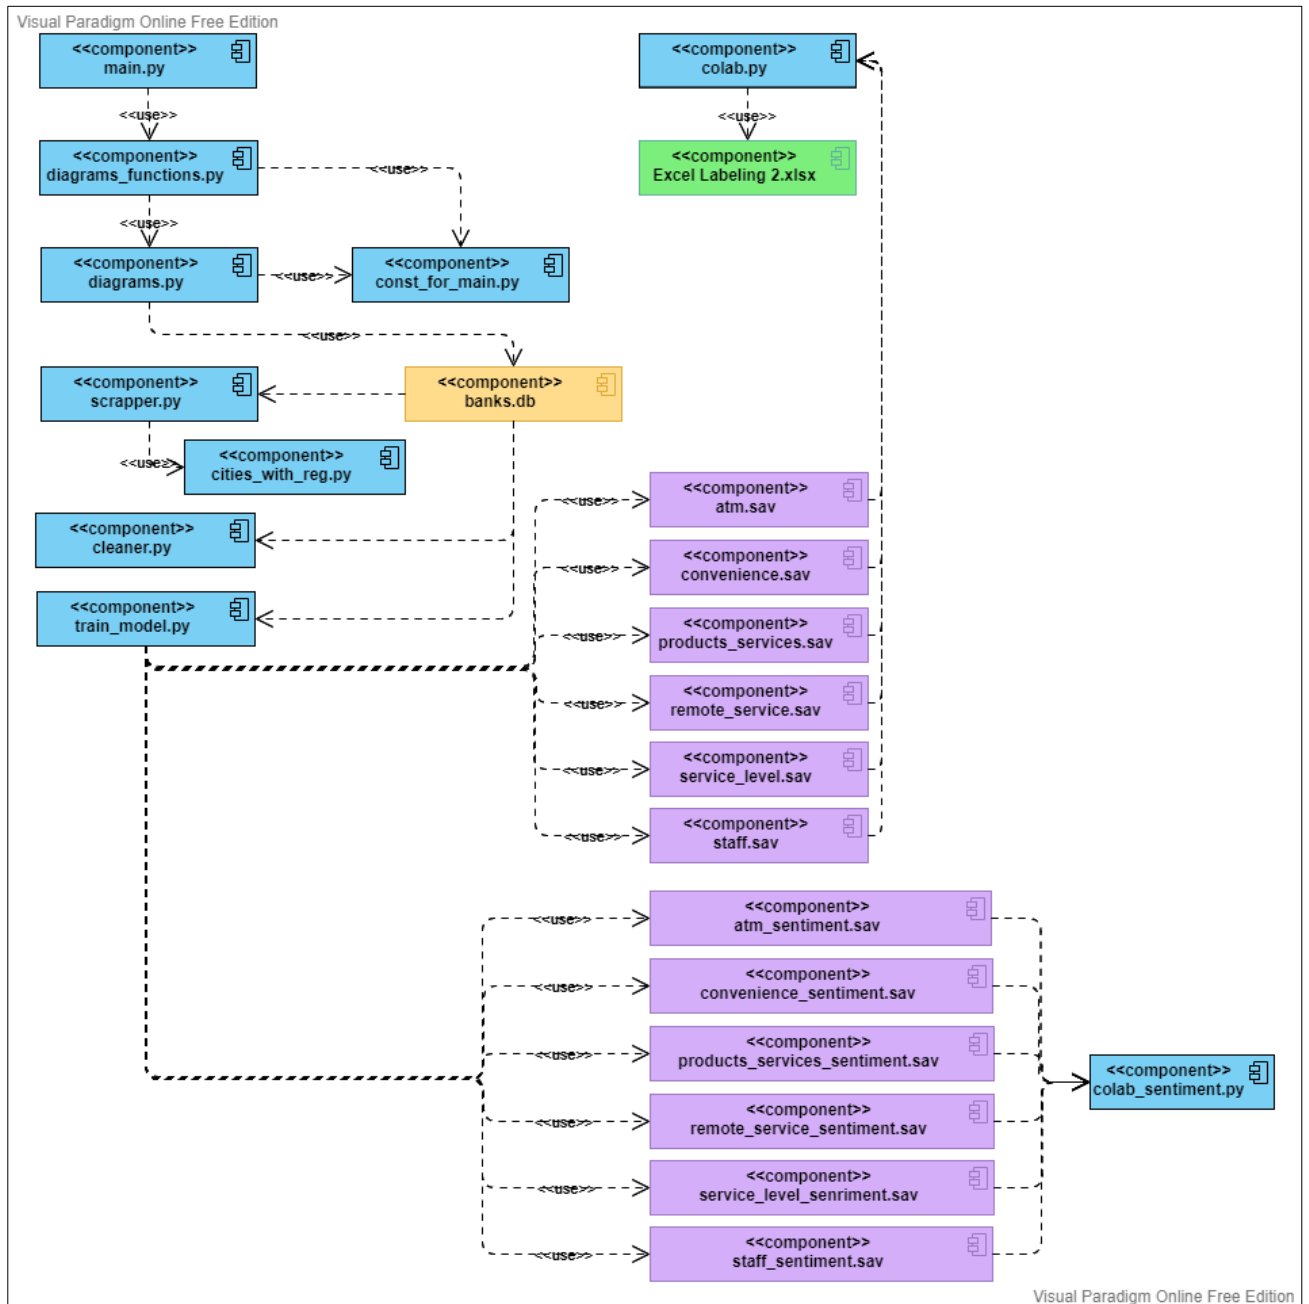 Visual Paradigm Online Free Edition
<<component>>
main.py
<<component>>
colab.py
<<use>>
<<use>>
<<component>>
diagrams_functions.py
<<use>>
<<component>>
Excel Labeling 2.xlsx
<<use>>
<<component>>
diagrams.py
<<use>>
<<component>>
const_for_main.py
<<use>>
<<component>>
scrapper.py
<<component>>
banks.db
<<use>>
<<component>>
cities_with_reg.py
<<component>>
cleaner.py
<<component>>
train_model.py
<<use>>
<<component>>
atm.sav
<<use>>
<<component>>
convenience.sav
<<use>>
<<component>>
products_services.sav
<<use>>
<<component>>
remote_service.sav
<<use>>
<<component>>
service_level.sav
<<use>>
<<component>>
staff.sav
<<use>>
<<component>>
atm_sentiment.sav
<<use>>
<<component>>
convenience_sentiment.sav
<<use>>
<<component>>
products_services_sentiment.sav
<<component>>
colab_sentiment.py
<<use>>
<<component>>
remote_service_sentiment.sav
<<use>>
<<component>>
service_level_senriment.sav
<<use>>
<<component>>
staff_sentiment.sav
Visual Paradigm Online Free Edition